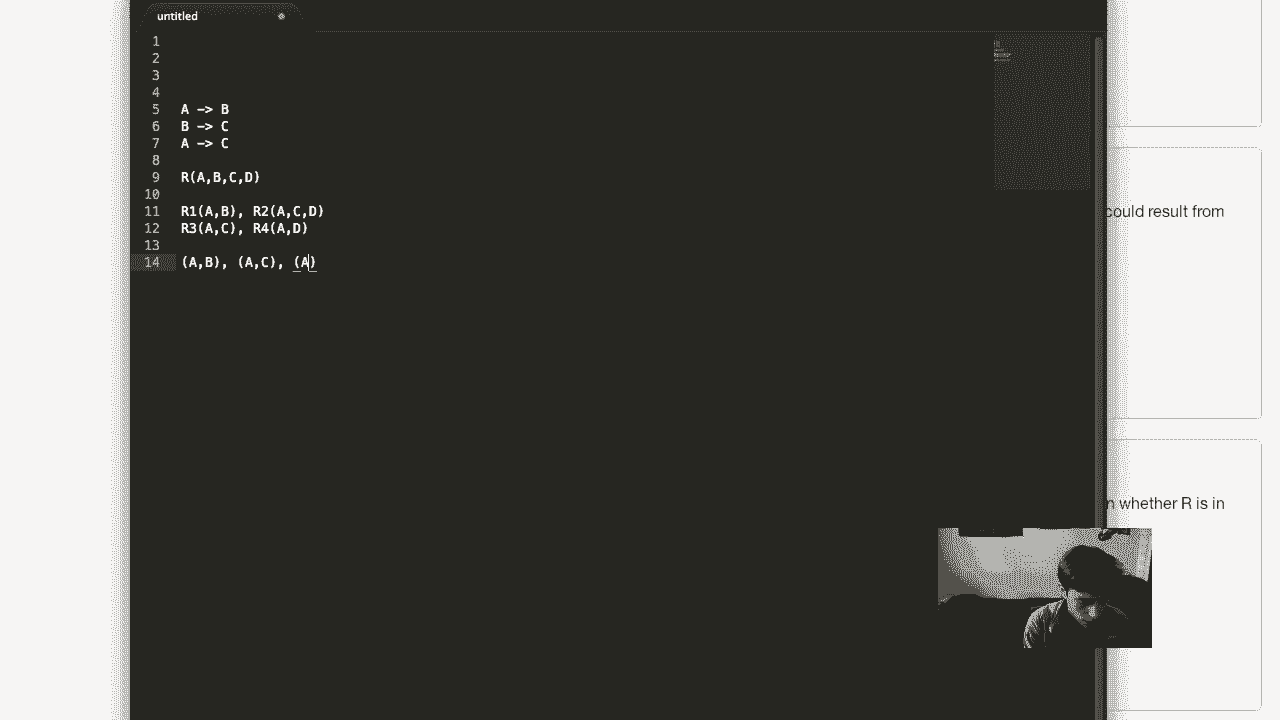 untitled
1
2
3
4
5 A -> B
6 B -> C
7 A -> C
8
9 R(A,B,C,D)
10
11 R1(A,B), R2(A,C,D)
12 R3(A,C), R4(A,D)
13
14 (A,B), (A,C), (A)
could result from
whether R is in